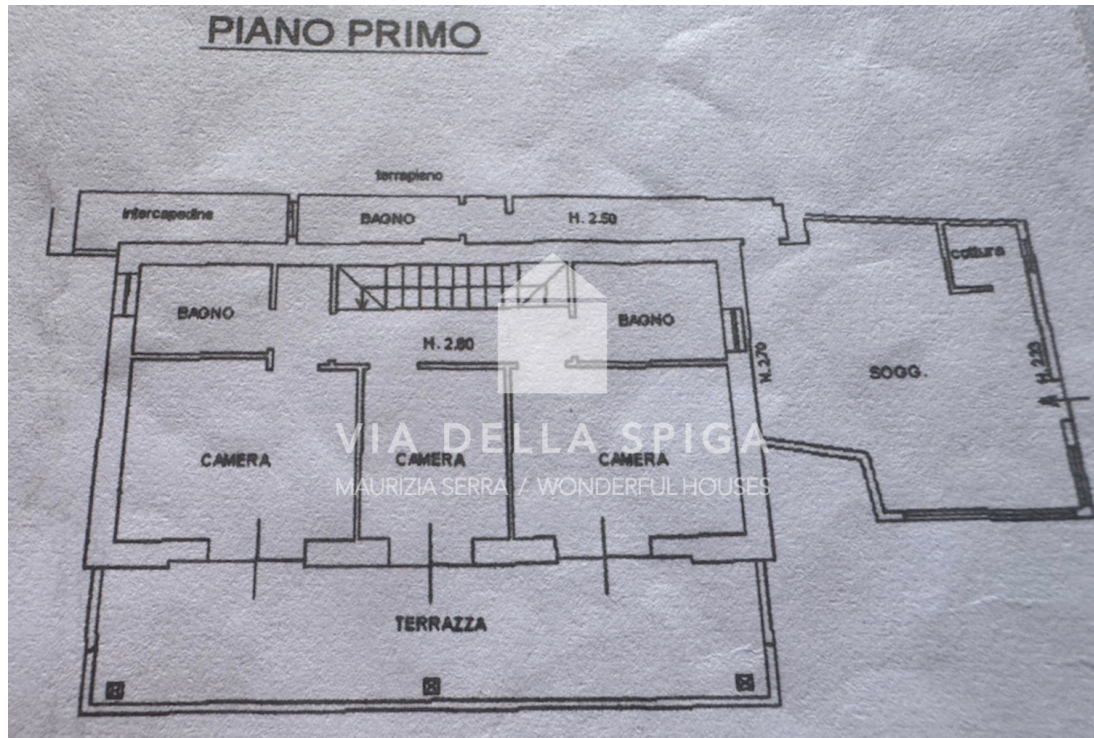 PIANO PRIMO
terrapieno
intercapedine
BAGNO
H. 2.50
cottura
BAGNO
H. 2.80
BAGNO
H. 2.70
SOGG.
H. 2.23
VIA DELLA SPIGA
CAMERA
CAMERA
CAMERA
MAURIZIA SERRA / WONDERFUL HOUSES
TERRAZZA